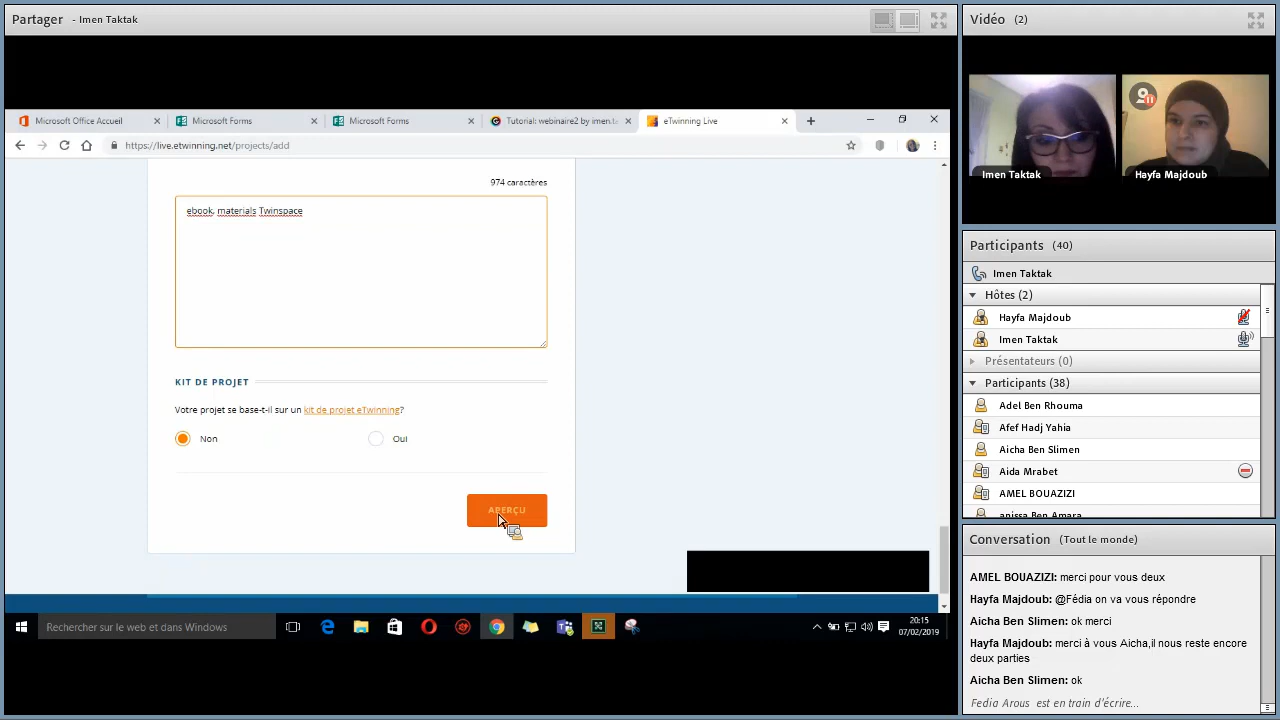 Partager - Imen Taktak
Microsoft Office Accueil
Microsoft Forms
Microsoft Forms
Tutorial: webinaire2 by imen.ta
eTwinning Live
https://live.etwinning.net/projects/add
974 caractères
ebook, materials Twinspace
KIT DE PROJET
Votre projet se base-t-il sur un kit de projet eTwinning?
Non
Oui
APERÇU
Rechercher sur le web et dans Windows
20:15
07/02/2019
Vidéo (2)
Imen Taktak
Hayfa Majdoub
Participants (40)
Imen Taktak
Hôtes (2)
Hayfa Majdoub
Imen Taktak
Présentateurs (0)
Participants (38)
Adel Ben Rhouma
Afef Hadj Yahia
Aicha Ben Slimen
Aida Mrabet
AMEL BOUAZIZI
anissa Ben Amara
Conversation (Tout le monde)
AMEL BOUAZIZI: merci pour vous deux
Hayfa Majdoub: @Fédia on va vous répondre
Aicha Ben Slimen: ok merci
Hayfa Majdoub: merci à vous Aicha,il nous reste encore
deux parties
Aicha Ben Slimen: ok
Fedia Arous est en train d'écrire...